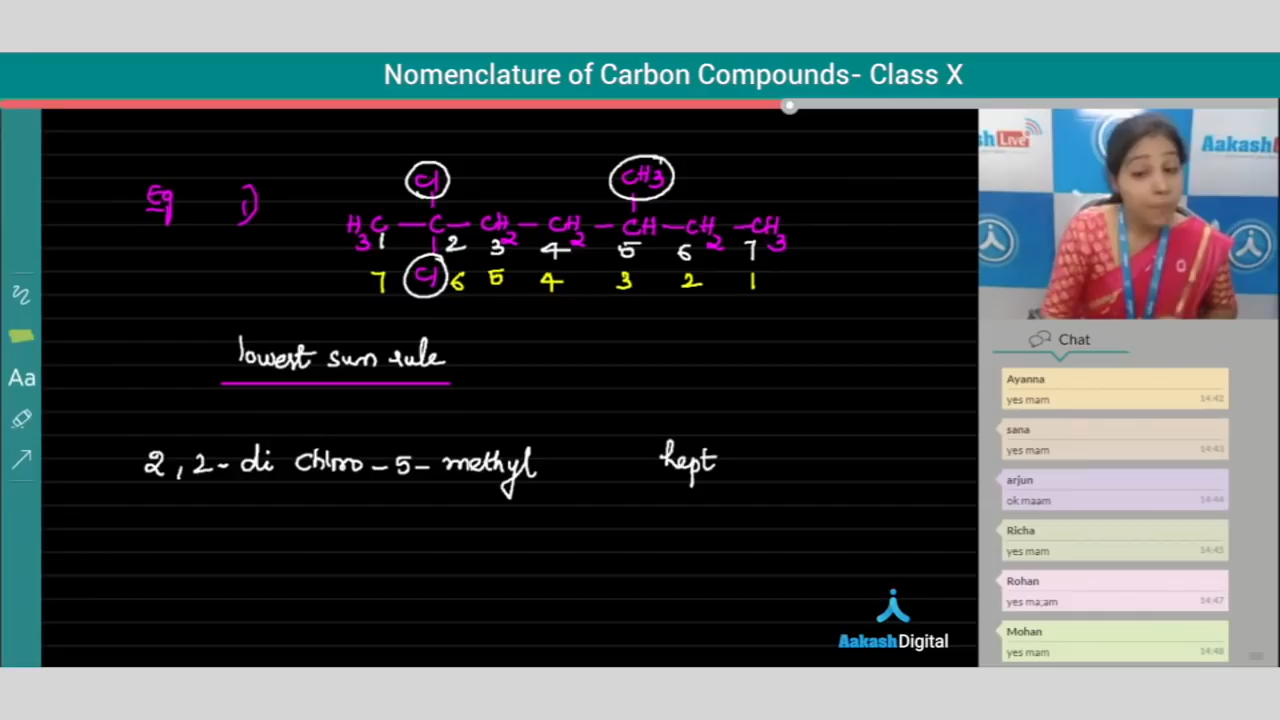 Nomenclature of Carbon Compounds- Class X
Eg 1)
Cl CH3
H3C — C — CH2 — CH2 — CH — CH2 — CH3
1 2 3 4 5 6 7
Cl
7 6 5 4 3 2 1
lowest sum rule
2, 2 - di chloro - 5 - methyl hept
AakashDigital
Aa
ash Live
Aakash
Chat
Ayanna
yes mam 14:42
sana
yes mam 14:43
arjun
ok maam 14:44
Richa
yes mam 14:45
Rohan
yes ma;am 14:47
Mohan
yes mam 14:48